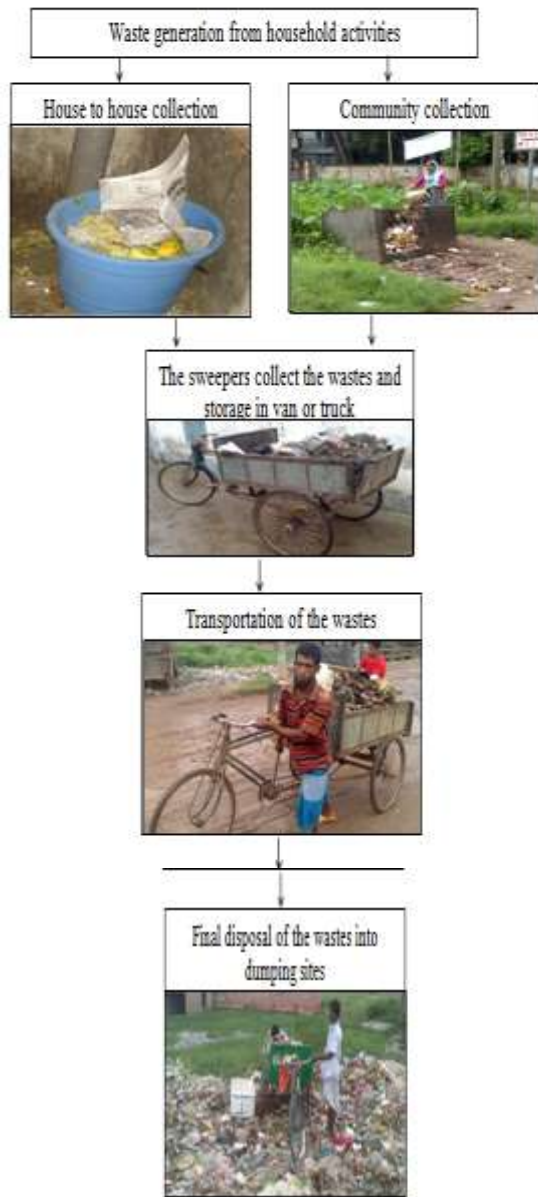 Waste generation from household activities
House to house collection
Community collection
The sweepers collect the wastes and
storage in van or truck
Transportation of the wastes
Final disposal of the wastes into
dumping sites